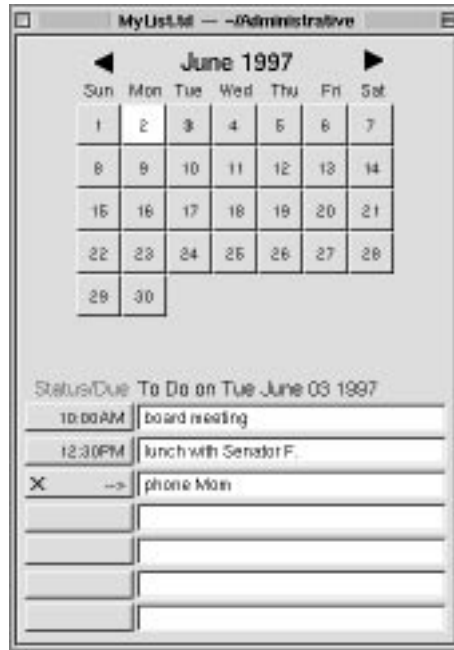 MyList.td — ~/Administrative
June 1997
Sun Mon Tue Wed Thu Fri Sat
1 2 3 4 5 6 7
8 9 10 11 12 13 14
15 16 17 18 19 20 21
22 23 24 25 26 27 28
29 30
Status/Due To Do on Tue June 03 1997
10:00AM board meeting
12:30PM lunch with Senator F.
X --> phone Mom